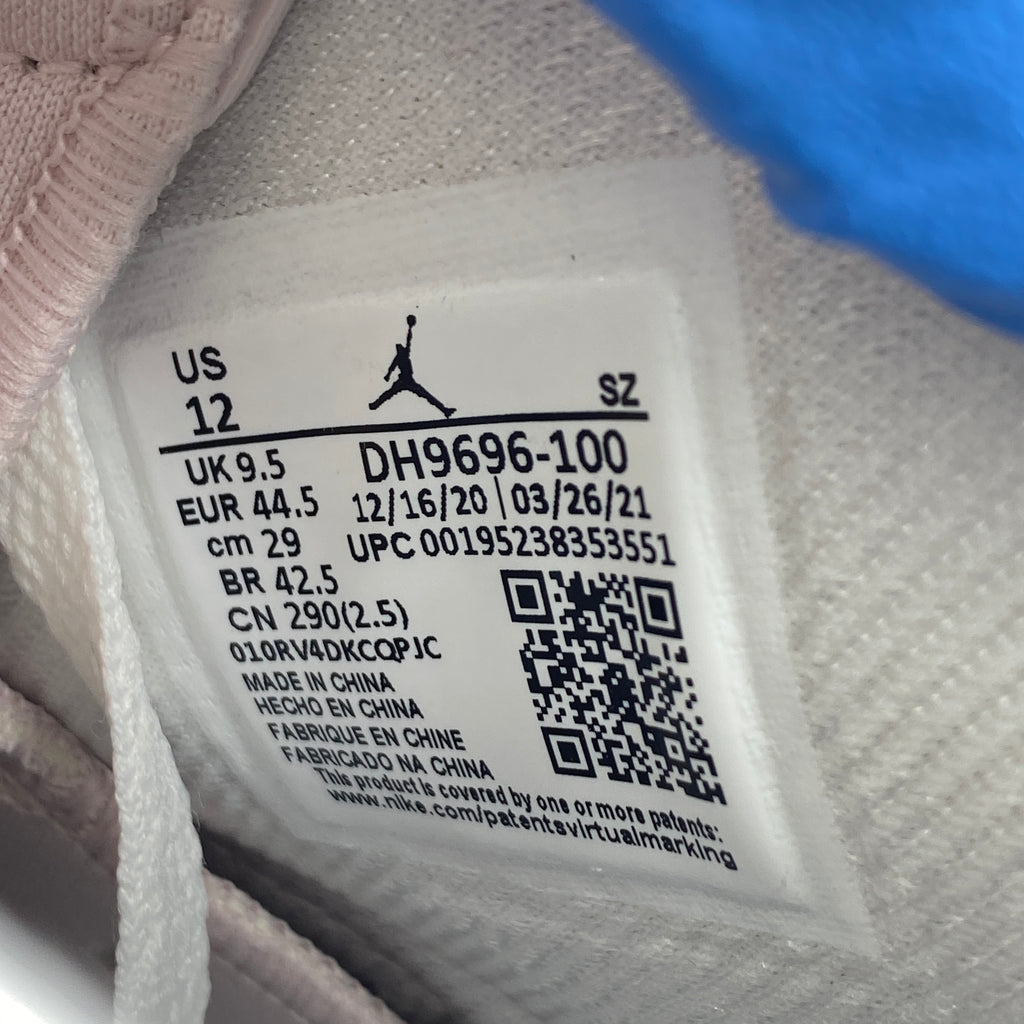 US
12
SZ
UK 9.5
DH9696-100
EUR 44.5
12/16/20 | 03/26/21
cm 29
UPC 00195238353551
BR 42.5
CN 290(2.5)
010RV4DKCQPJC
MADE IN CHINA
HECHO EN CHINA
FABRIQUE EN CHINE
FABRICADO NA CHINA
This product is covered by one or more patents:
www.nike.com/patentsvirtualmarking